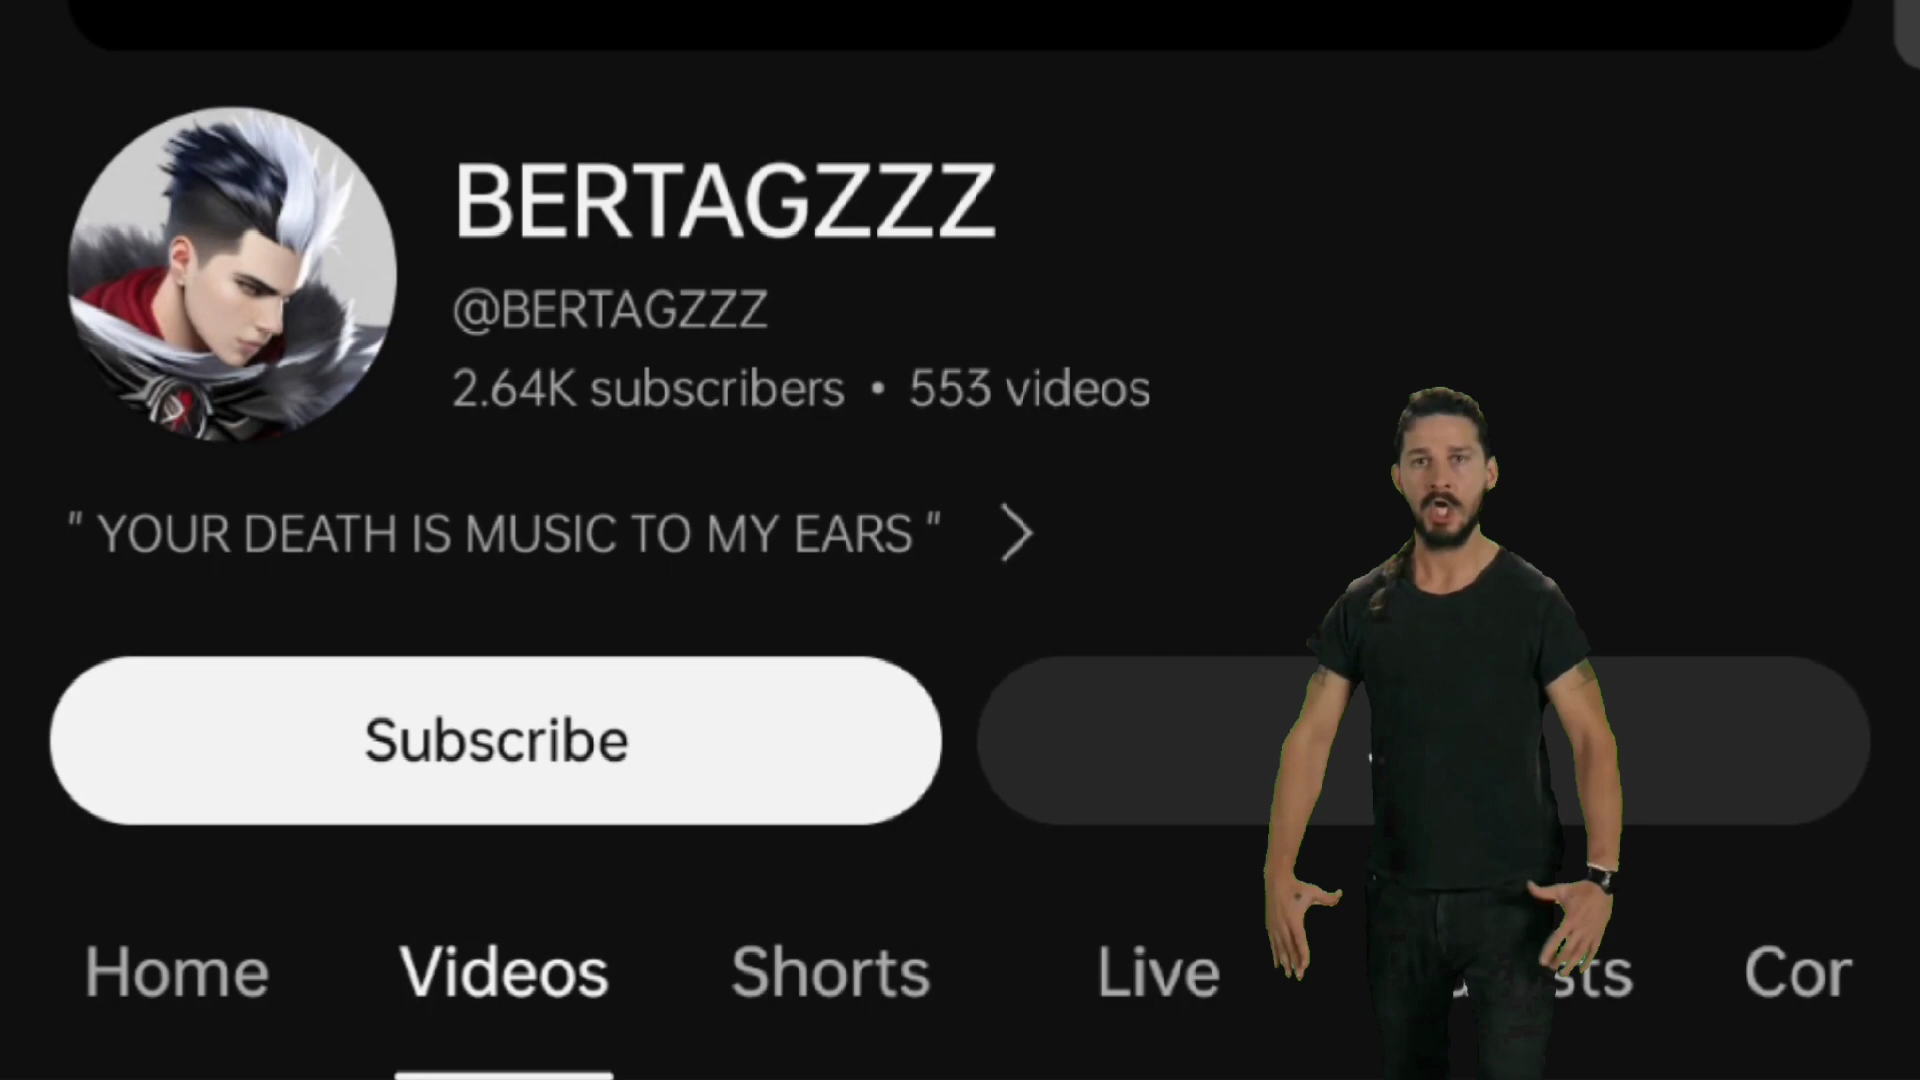 BERTAGZZZ
@BERTAGZZZ
2.64K subscribers • 553 videos
" YOUR DEATH IS MUSIC TO MY EARS "
Subscribe
Home Videos Shorts Live